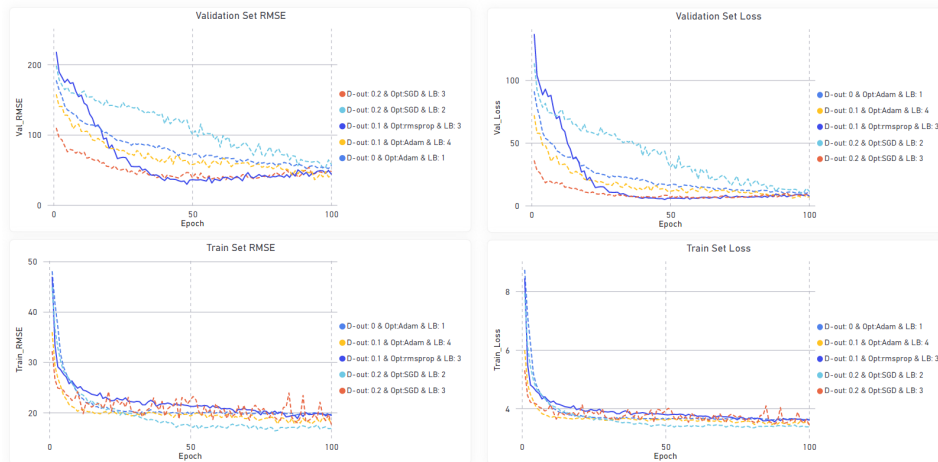 Validation Set RMSE
200
100
0
0
50
100
Val_RMSE
Epoch
D-out: 0.2 & Opt:SGD & LB: 3
D-out: 0.2 & Opt:SGD & LB: 2
D-out: 0.1 & Opt:rmsprop & LB: 3
D-out: 0.1 & Opt:Adam & LB: 4
D-out: 0 & Opt:Adam & LB: 1
Validation Set Loss
100
50
0
0
50
100
Val_Loss
Epoch
D-out: 0 & Opt:Adam & LB: 1
D-out: 0.1 & Opt:Adam & LB: 4
D-out: 0.1 & Opt:rmsprop & LB: 3
D-out: 0.2 & Opt:SGD & LB: 2
D-out: 0.2 & Opt:SGD & LB: 3
Train Set RMSE
50
40
30
20
50
100
Train_RMSE
Epoch
D-out: 0 & Opt:Adam & LB: 1
D-out: 0.1 & Opt:Adam & LB: 4
D-out: 0.1 & Opt:rmsprop & LB: 3
D-out: 0.2 & Opt:SGD & LB: 2
D-out: 0.2 & Opt:SGD & LB: 3
Train Set Loss
8
6
4
0
50
100
Train_Loss
Epoch
D-out: 0 & Opt:Adam & LB: 1
D-out: 0.1 & Opt:Adam & LB: 4
D-out: 0.1 & Opt:rmsprop & LB: 3
D-out: 0.2 & Opt:SGD & LB: 2
D-out: 0.2 & Opt:SGD & LB: 3